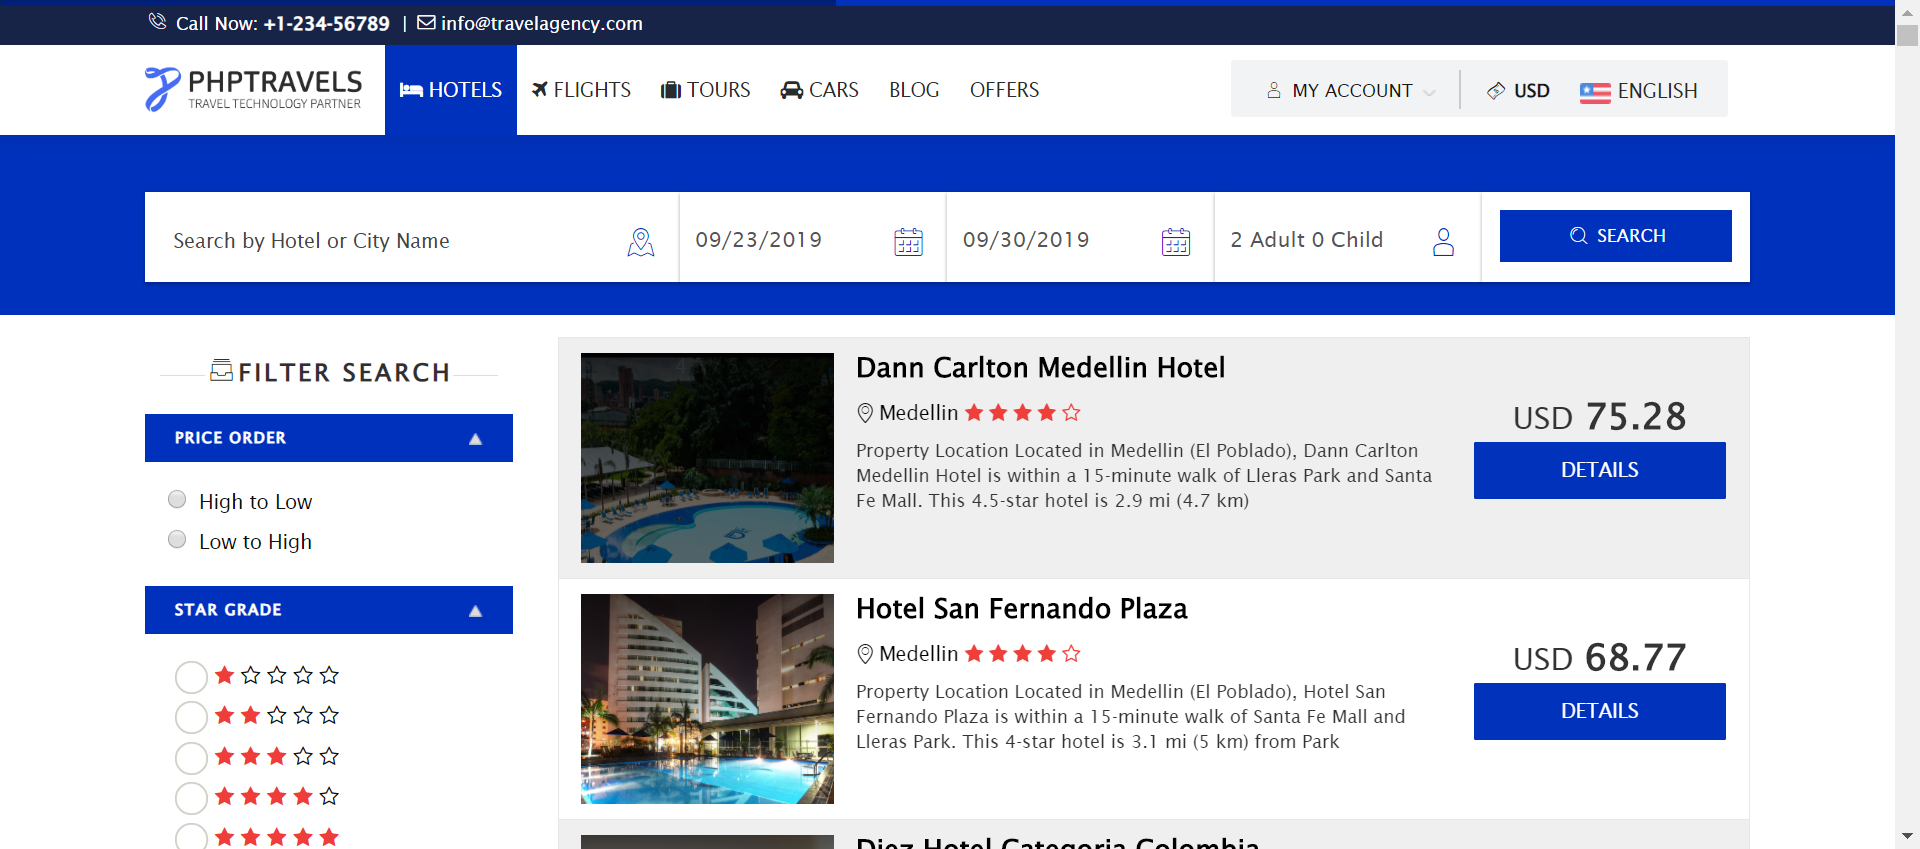 Call Now: +1-234-56789 | info@travelagency.com
PHPTRAVELS
TRAVEL TECHNOLOGY PARTNER
HOTELS FLIGHTS TOURS CARS BLOG OFFERS
MY ACCOUNT USD ENGLISH
Search by Hotel or City Name 09/23/2019 09/30/2019 2 Adult 0 Child SEARCH
FILTER SEARCH
PRICE ORDER
High to Low
Low to High
STAR GRADE
Dann Carlton Medellin Hotel
Medellin
Property Location Located in Medellin (El Poblado), Dann Carlton
Medellin Hotel is within a 15-minute walk of Lleras Park and Santa
Fe Mall. This 4.5-star hotel is 2.9 mi (4.7 km)
USD 75.28
DETAILS
Hotel San Fernando Plaza
Medellin
Property Location Located in Medellin (El Poblado), Hotel San
Fernando Plaza is within a 15-minute walk of Santa Fe Mall and
Lleras Park. This 4-star hotel is 3.1 mi (5 km) from Park
USD 68.77
DETAILS
Diez Hotel Categoria Colombia